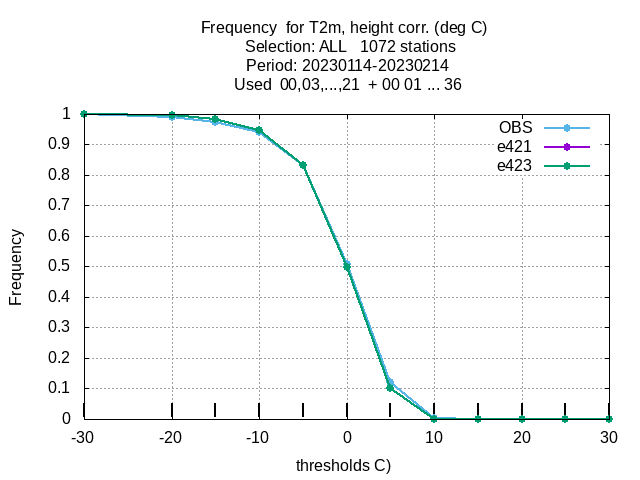 Frequency  for T2m, height corr. (deg C)
Selection: ALL   1072 stations
Period: 20230114-20230214
Used  00,03,...,21  + 00 01 ... 36
OBS
e421
e423
1
0.9
0.8
0.7
0.6
0.5
0.4
0.3
0.2
0.1
0
Frequency
-30
-20
-10
0
10
20
30
thresholds C)